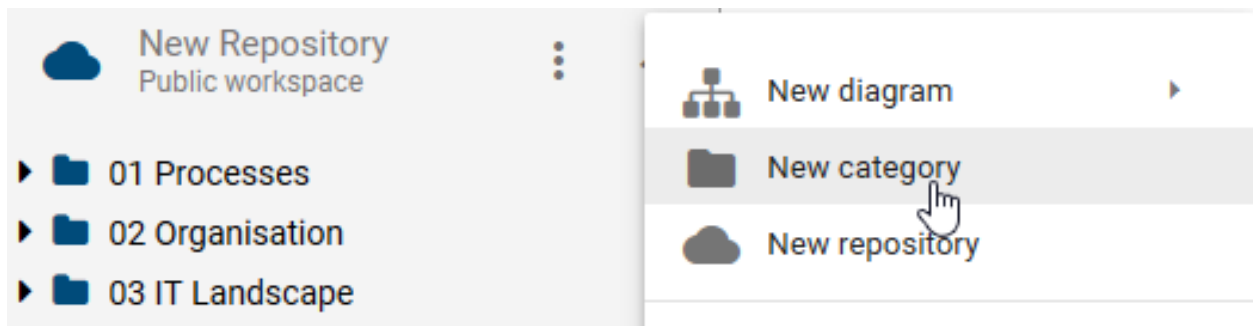 New Repository
Public workspace
01 Processes
02 Organisation
03 IT Landscape
New diagram
New category
New repository